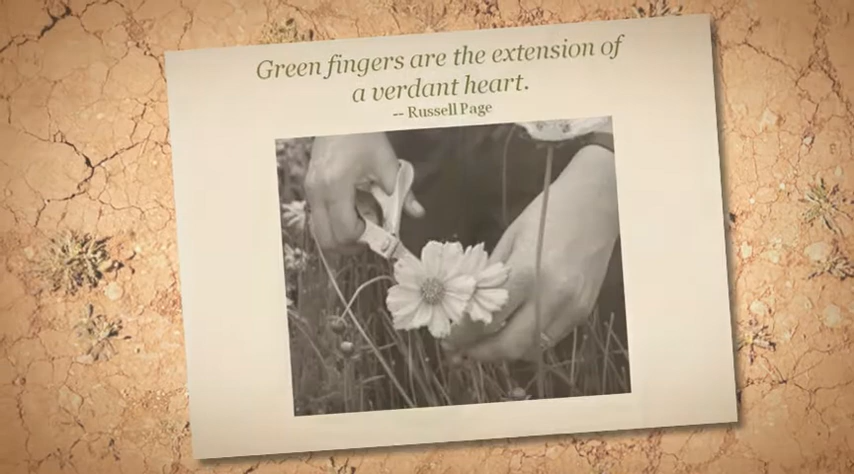 Green fingers are the extension of
a verdant heart.
-- Russell Page